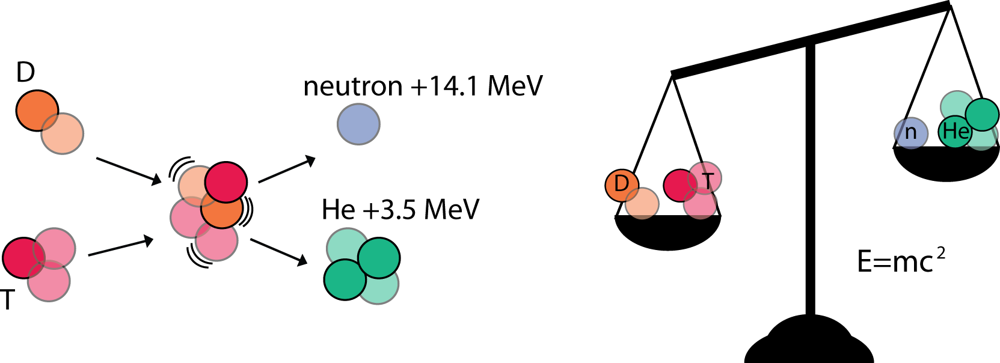 D
neutron +14.1 MeV
He +3.5 MeV
T
D
T
n
He
E=mc²